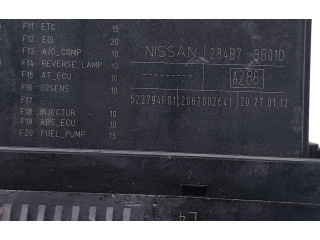 F11 ETC 15
F12 EGI 20
F13 A/C_COMP 10
F14 REVERSE_LAMP 10
F15 AT_ECU 10
F16 O2SENS 10
F17
F18 INJECTOR 10
F19 ABS_ECU 10
F20 FUEL_PUMP 15
NISSAN 284B7 BB01D
A286
522794F01 2062002641 20.27.01.12